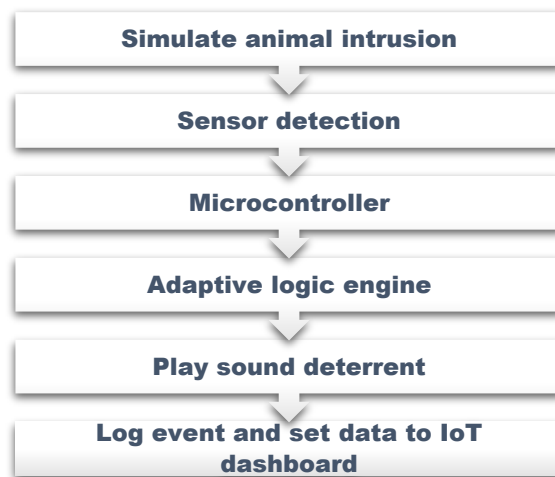 Simulate animal intrusion
Sensor detection
Microcontroller
Adaptive logic engine
Play sound deterrent
Log event and set data to IoT
dashboard